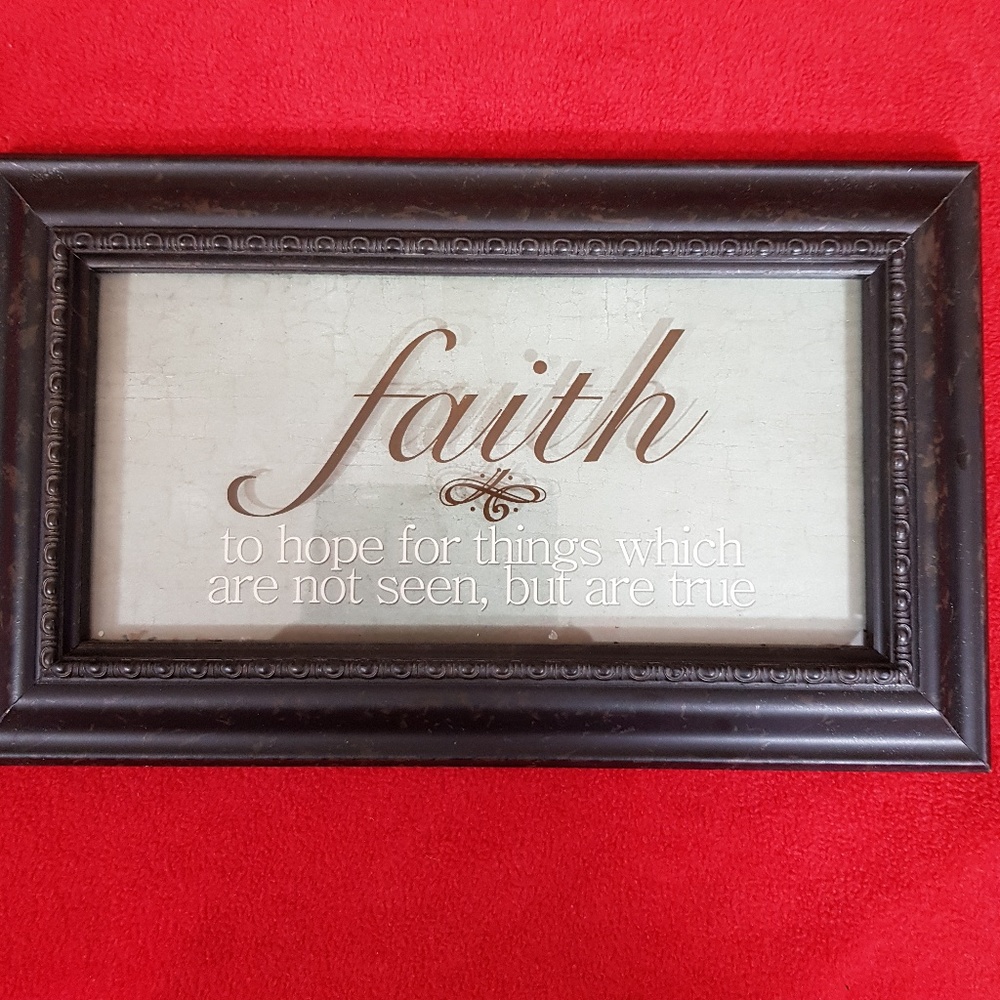 faith
to hope for things which
are not seen, but are true